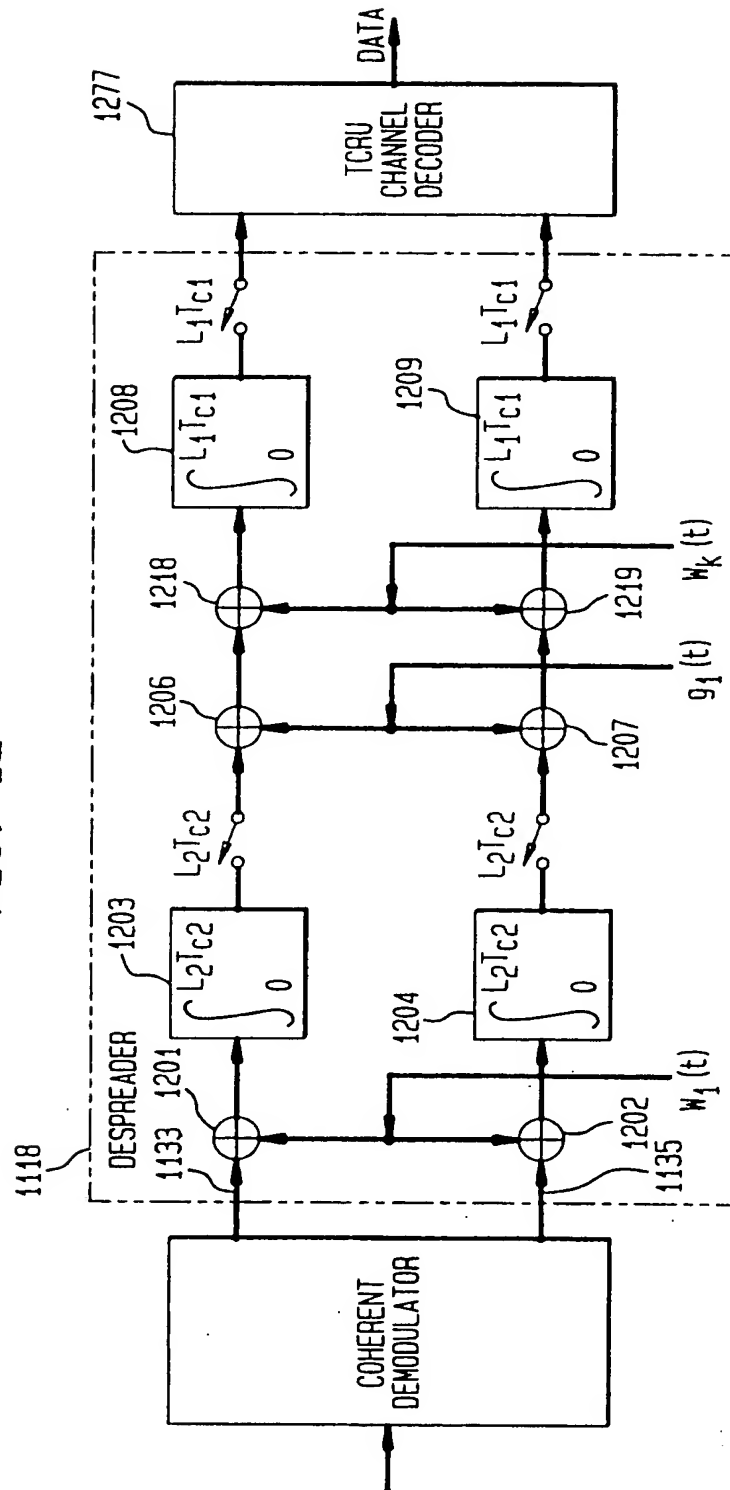 1118
DESPREADER
COHERENT
DEMODULATOR
1133
1201
1203
∫ L2Tc2 0
L2Tc2
1206
1218
1208
∫ L1Tc1 0
L1Tc1
1277
TCRU
CHANNEL
DECODER
DATA
1135
1202
1204
∫ L2Tc2 0
L2Tc2
1207
1219
1209
∫ L1Tc1 0
L1Tc1
W1(t)
g1(t)
Wk(t)